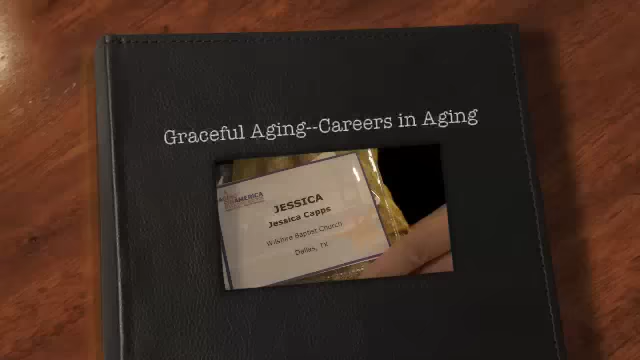 Graceful Aging--Careers in Aging
AMERICA
JESSICA
Jessica Capps
Wilshire Baptist Church
Dallas, TX